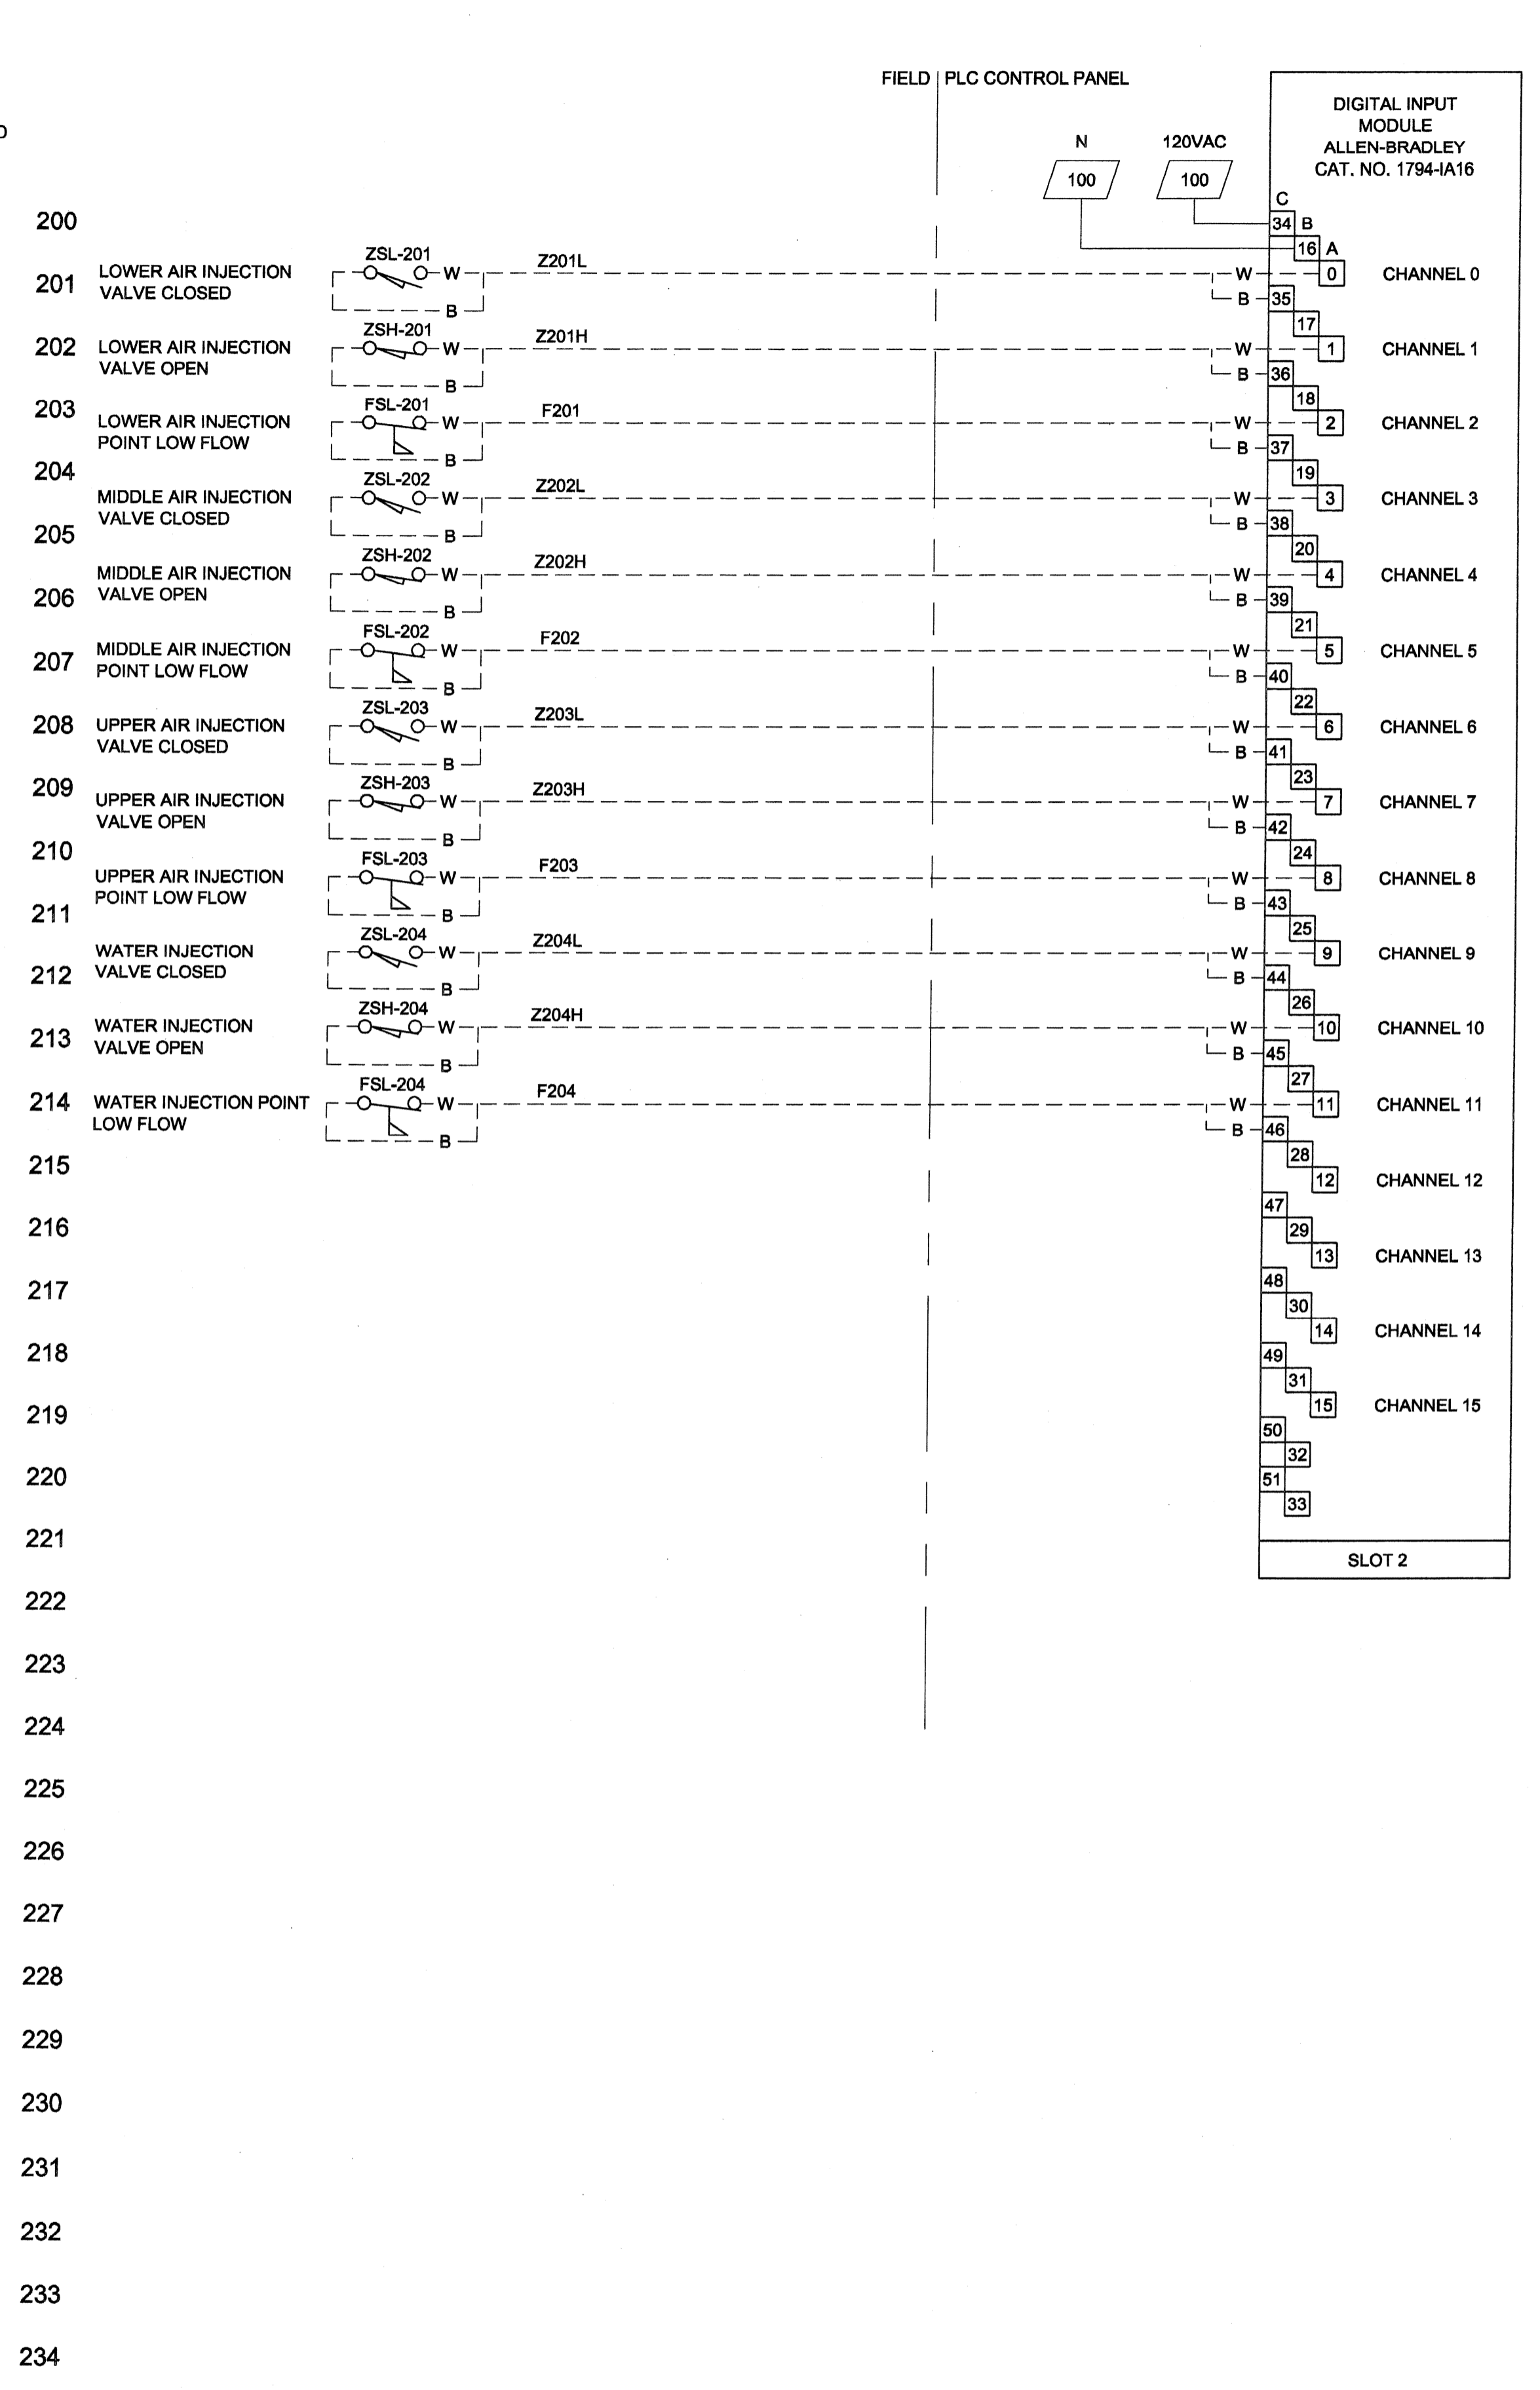 FIELD PLC CONTROL PANEL
DIGITAL INPUT
MODULE
ALLEN-BRADLEY
CAT. NO. 1794-IA16
N 120VAC
100 100
C
200 34 B
16 A
201 LOWER AIR INJECTION
VALVE CLOSED
ZSL-201 W Z201L W 0 CHANNEL 0
B B 35
17
202 LOWER AIR INJECTION
VALVE OPEN
ZSH-201 W Z201H W 1 CHANNEL 1
B B 36
18
203 LOWER AIR INJECTION
POINT LOW FLOW
FSL-201 W F201 W 2 CHANNEL 2
B B 37
19
204 MIDDLE AIR INJECTION
VALVE CLOSED
ZSL-202 W Z202L W 3 CHANNEL 3
B B 38
20
205 MIDDLE AIR INJECTION
VALVE OPEN
ZSH-202 W Z202H W 4 CHANNEL 4
B B 39
21
206
207 MIDDLE AIR INJECTION
POINT LOW FLOW
FSL-202 W F202 W 5 CHANNEL 5
B B 40
22
208 UPPER AIR INJECTION
VALVE CLOSED
ZSL-203 W Z203L W 6 CHANNEL 6
B B 41
23
209 UPPER AIR INJECTION
VALVE OPEN
ZSH-203 W Z203H W 7 CHANNEL 7
B B 42
24
210 UPPER AIR INJECTION
POINT LOW FLOW
FSL-203 W F203 W 8 CHANNEL 8
B B 43
25
211
212 WATER INJECTION
VALVE CLOSED
ZSL-204 W Z204L W 9 CHANNEL 9
B B 44
26
213 WATER INJECTION
VALVE OPEN
ZSH-204 W Z204H W 10 CHANNEL 10
B B 45
27
214 WATER INJECTION POINT
LOW FLOW
FSL-204 W F204 W 11 CHANNEL 11
B B 46
28
215 12 CHANNEL 12
47
216 29
13 CHANNEL 13
48
217 30
14 CHANNEL 14
218 49
31
219 15 CHANNEL 15
50
32
220 51
33
221
SLOT 2
222
223
224
225
226
227
228
229
230
231
232
233
234